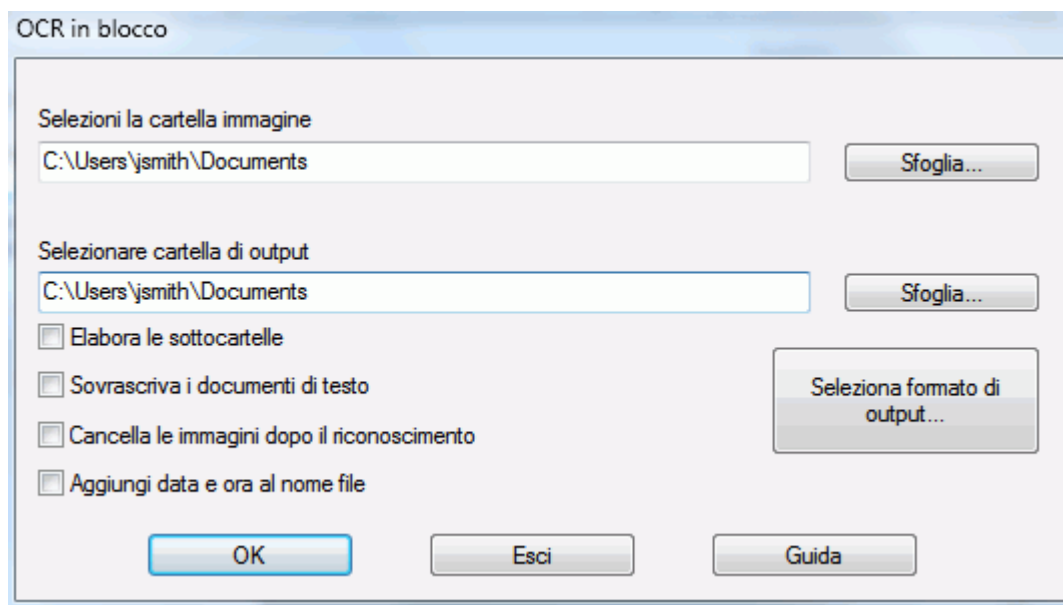 OCR in blocco
Selezioni la cartella immagine
C:\Users\jsmith\Documents
Sfoglia...
Selezionare cartella di output
C:\Users\jsmith\Documents
Sfoglia...
Elabora le sottocartelle
Sovrascriva i documenti di testo
Seleziona formato di
output...
Cancella le immagini dopo il riconoscimento
Aggiungi data e ora al nome file
OK
Esci
Guida